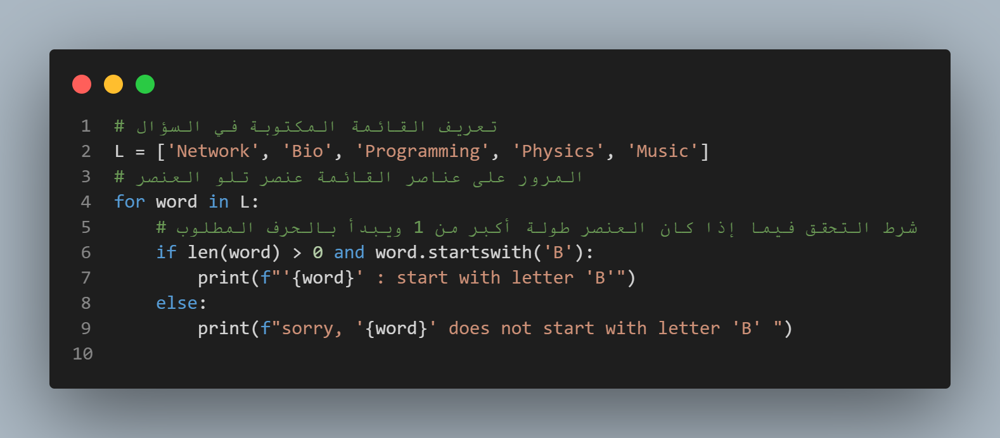 1 # تعريف القائمة المكتوبة في السؤال
2 L = ['Network', 'Bio', 'Programming', 'Physics', 'Music']
3 # المرور على عناصر القائمة عنصر تلو العنصر
4 for word in L:
5     # شرط التحقق فيما إذا كان العنصر طولة أكبر من 1 ويبدأ بالحرف المطلوب
6     if len(word) > 0 and word.startswith('B'):
7         print(f"'{word}' : start with letter 'B'")
8     else:
9         print(f"sorry, '{word}' does not start with letter 'B' ")
10